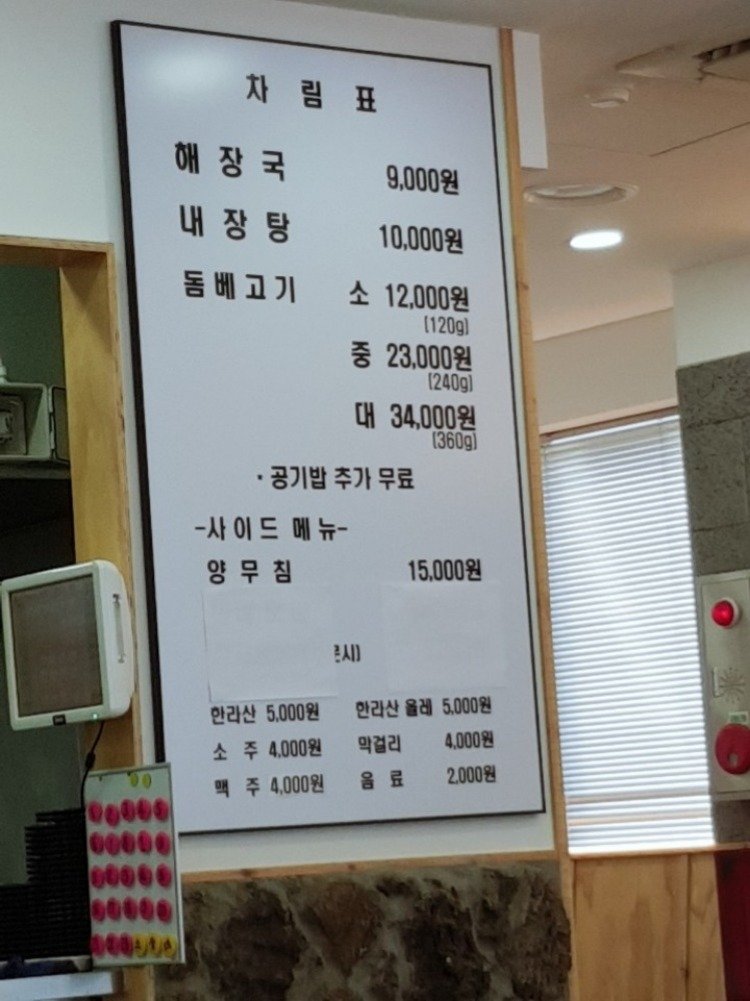 차림표
해장국 9,000원
내장탕 10,000원
돔베고기 소 12,000원
(120g)
중 23,000원
(240g)
대 34,000원
(360g)
· 공기밥 추가 무료
-사이드 메뉴-
양무침 15,000원
시)
한라산 5,000원 한라산 올레 5,000원
소주 4,000원 막걸리 4,000원
맥주 4,000원 음료 2,000원